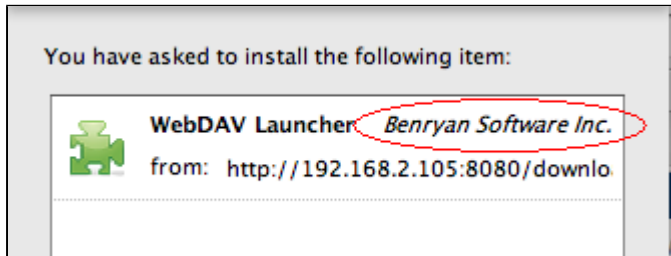 You have asked to install the following item:
WebDAV Launcher Benryan Software Inc.
from: http://192.168.2.105:8080/downlo